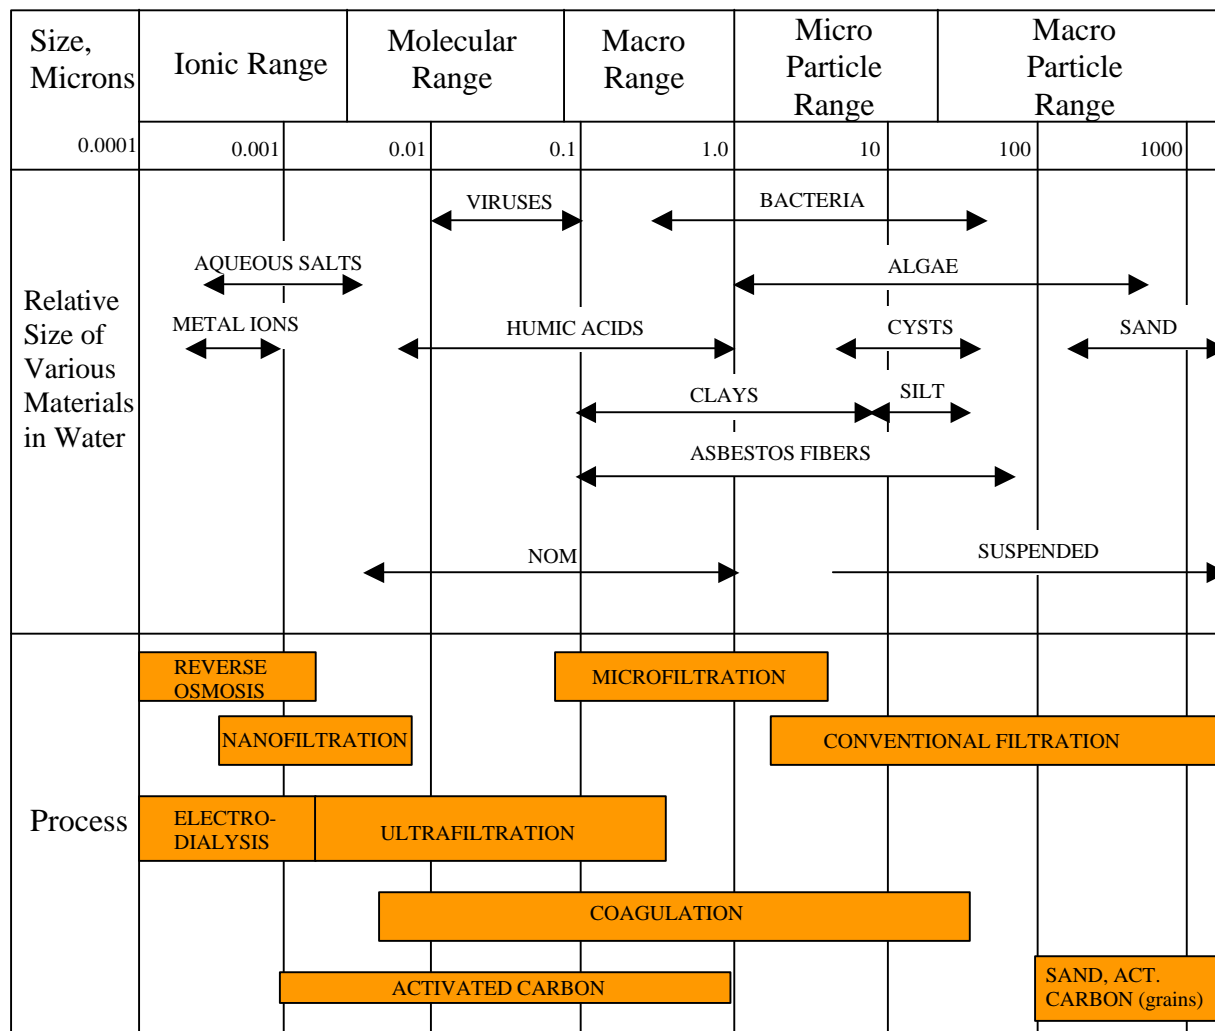 Size,
Microns
Ionic Range
Molecular
Range
Macro
Range
Micro
Particle
Range
Macro
Particle
Range
0.0001
0.001
0.01
0.1
1.0
10
100
1000
Relative
Size of
Various
Materials
in Water
VIRUSES
BACTERIA
AQUEOUS SALTS
ALGAE
METAL IONS
HUMIC ACIDS
CYSTS
SAND
CLAYS
SILT
ASBESTOS FIBERS
NOM
SUSPENDED
Process
REVERSE
OSMOSIS
MICROFILTRATION
NANOFILTRATION
CONVENTIONAL FILTRATION
ELECTRO-
DIALYSIS
ULTRAFILTRATION
COAGULATION
ACTIVATED CARBON
SAND, ACT.
CARBON (grains)